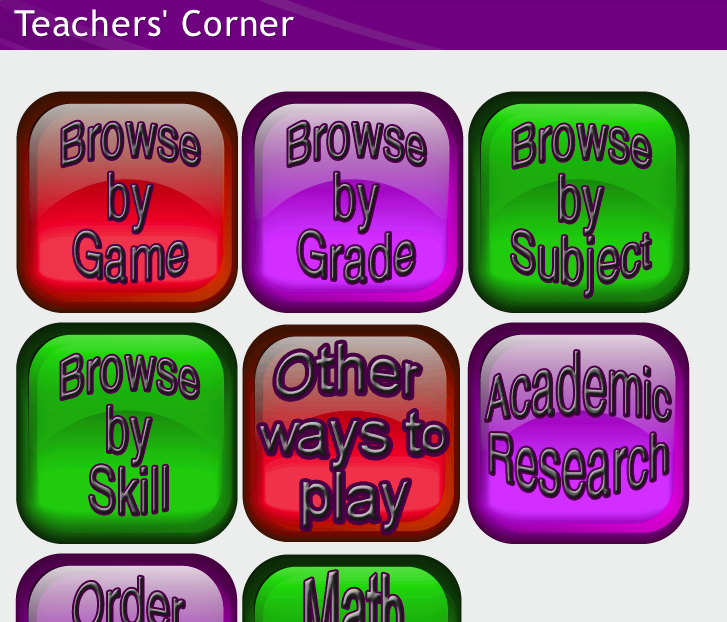 Teachers' Corner
Browse
by
Game
Browse
by
Grade
Browse
by
Subject
Browse
by
Skill
Other
ways to
play
Academic
Research
Order
Math